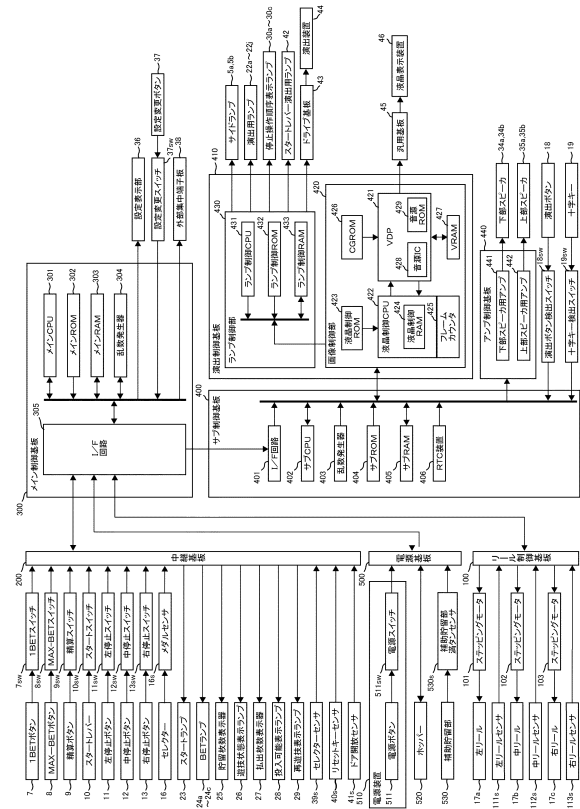 300
メイン制御基板
305
I/F
回路
メインCPU
301
メインROM
302
メインRAM
303
乱数発生器
304
設定表示部
36
設定変更スイッチ
37sw
設定変更ボタン
37
外部集中端子板
38
200
中継基板
7
1BETボタン
7sw
1BETスイッチ
8
MAX-BETボタン
8sw
MAX-BETスイッチ
9
精算ボタン
9sw
精算スイッチ
10
スタートレバー
10sw
スタートスイッチ
11
左停止ボタン
11sw
左停止スイッチ
12
中停止ボタン
12sw
中停止スイッチ
13
右停止ボタン
13sw
右停止スイッチ
16
セレクター
16s
メダルセンサ
23
スタートランプ
24a
~24c
BETランプ
25
貯留枚数表示器
26
遊技状態表示ランプ
27
払出枚数表示器
28
投入可能表示ランプ
29
再遊技表示ランプ
39s
セレクターセンサ
40s
リセットキーセンサ
41s
ドア開放センサ
500
電源基板
510
電源装置
511
電源ボタン
511sw
電源スイッチ
520
ホッパー
530
補助貯留部
530s
補助貯留部
満タンセンサ
100
リール制御基板
17a
左リール
101
ステッピングモータ
111s
左リールセンサ
17b
中リール
102
ステッピングモータ
112s
中リールセンサ
17c
右リール
103
ステッピングモータ
113s
右リールセンサ
400
サブ制御基板
401
I/F回路
402
サブCPU
403
乱数発生器
404
サブROM
405
サブRAM
406
RTC装置
410
演出制御基板
430
ランプ制御部
431
ランプ制御CPU
432
ランプ制御ROM
433
ランプ制御RAM
420
画像制御部
423
液晶制御
ROM
426
CGROM
422
液晶制御CPU
424
液晶制御
RAM
425
フレーム
カウンタ
421
VDP
428
音源IC
429
音源
ROM
427
VRAM
サイドランプ
5a,5b
演出用ランプ
22a~22j
停止操作順序表示ランプ
30a~30c
スタートレバー演出用ランプ
42
ドライブ基板
43
演出装置
44
汎用基板
45
液晶表示装置
46
440
アンプ制御基板
441
下部スピーカ用アンプ
442
上部スピーカ用アンプ
下部スピーカ
34a,34b
上部スピーカ
35a,35b
18sw
演出ボタン検出スイッチ
演出ボタン
18
19sw
十字キー検出スイッチ
十字キー
19